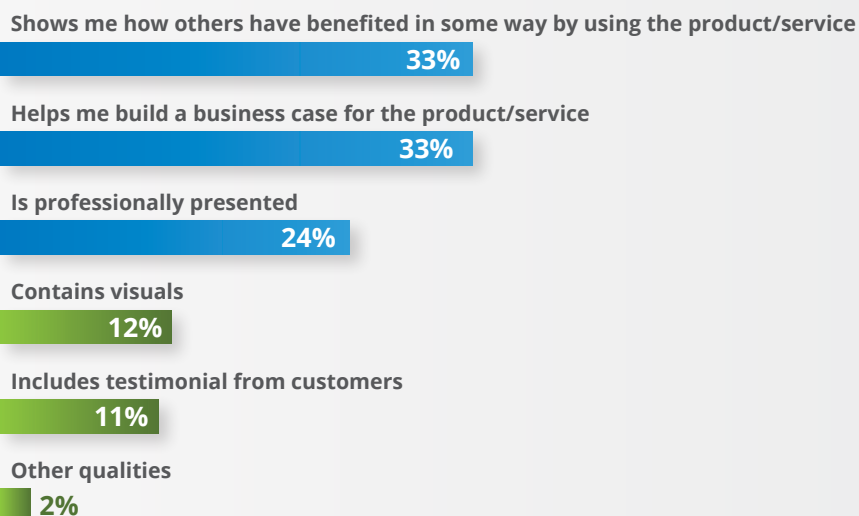 Shows me how others have benefited in some way by using the product/service
33%
Helps me build a business case for the product/service
33%
Is professionally presented
24%
Contains visuals
12%
Includes testimonial from customers
11%
Other qualities
2%